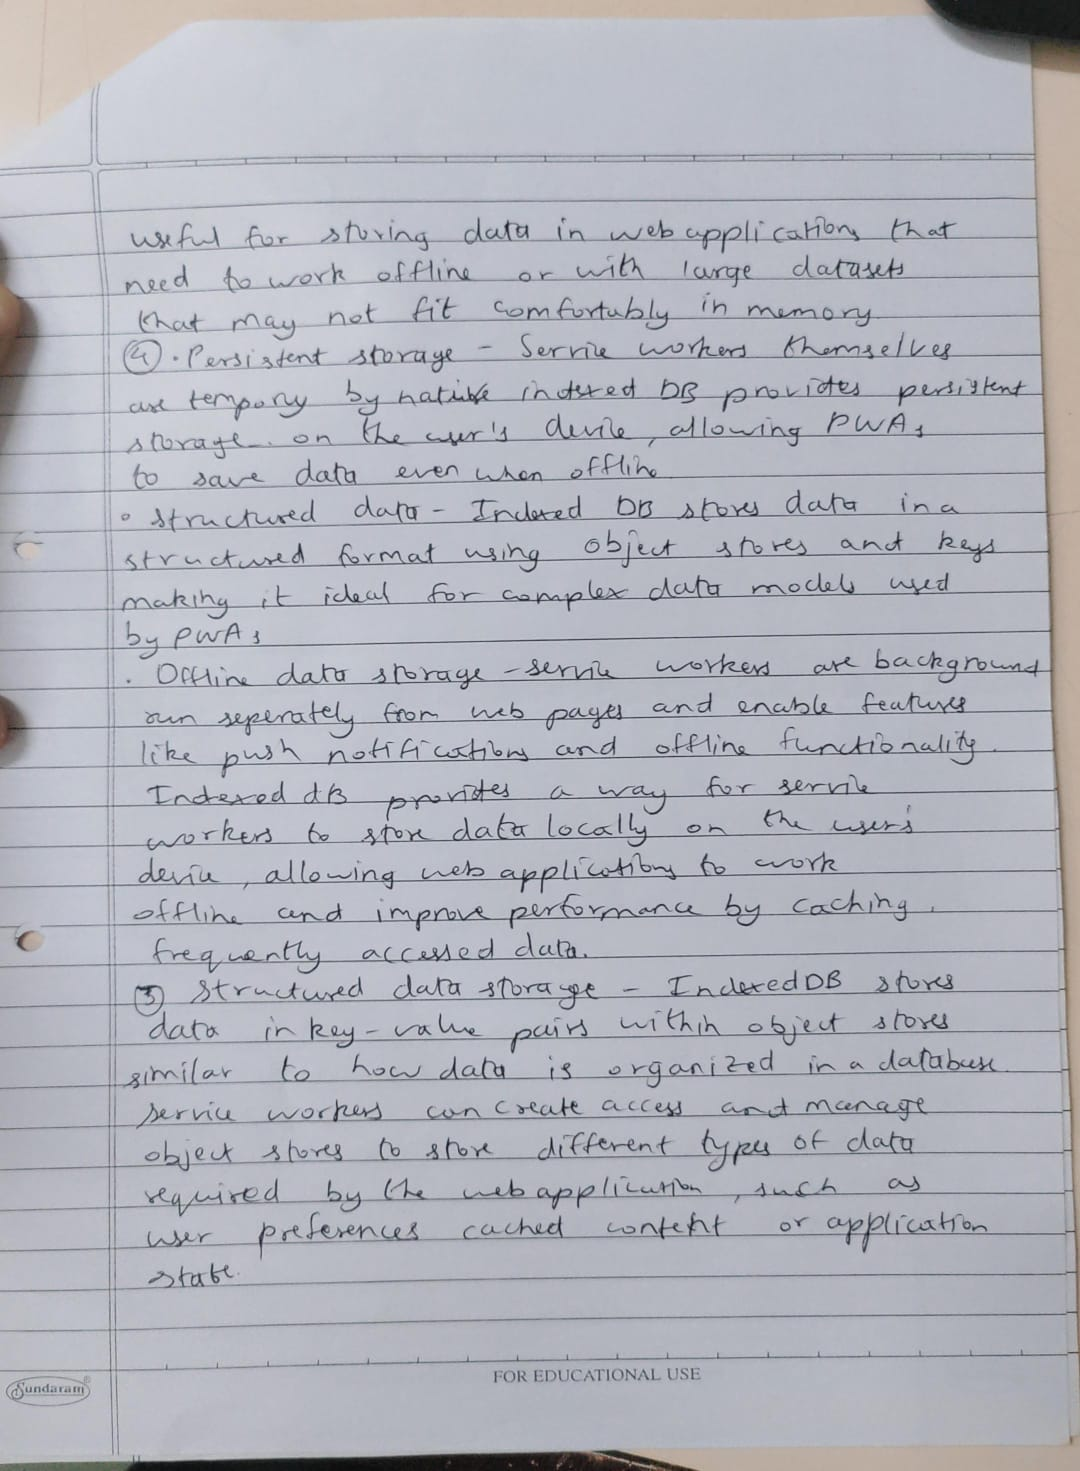 useful for storing data in web applications that
need to work offline or with large datasets
that may not fit comfortably in memory
④ • Persistent storage - Service workers themselves
are tempory by nature indexed DB provides persistent
storage. on the user's device, allowing PWAs
to save data even when offline
• structured data - Indexed DB stores data in a
structured format using object stores and keys
making it ideal for complex data models used
by PWAs
• Offline data storage - service workers are background
run seperately from web pages and enable features
like push notifications and offline functionality.
Indexed dB provides a way for service
workers to store data locally on the user's
device, allowing web applications to work
offline and improve performance by caching.
frequently accessed data.
③ Structured data storage - IndexedDB stores
data in key-value pairs within object stores
similar to how data is organized in a database.
service workers can create access and manage
object stores to store different types of data
required by the web application, such as
user preferences cached content or application
state.
FOR EDUCATIONAL USE
Sundaram